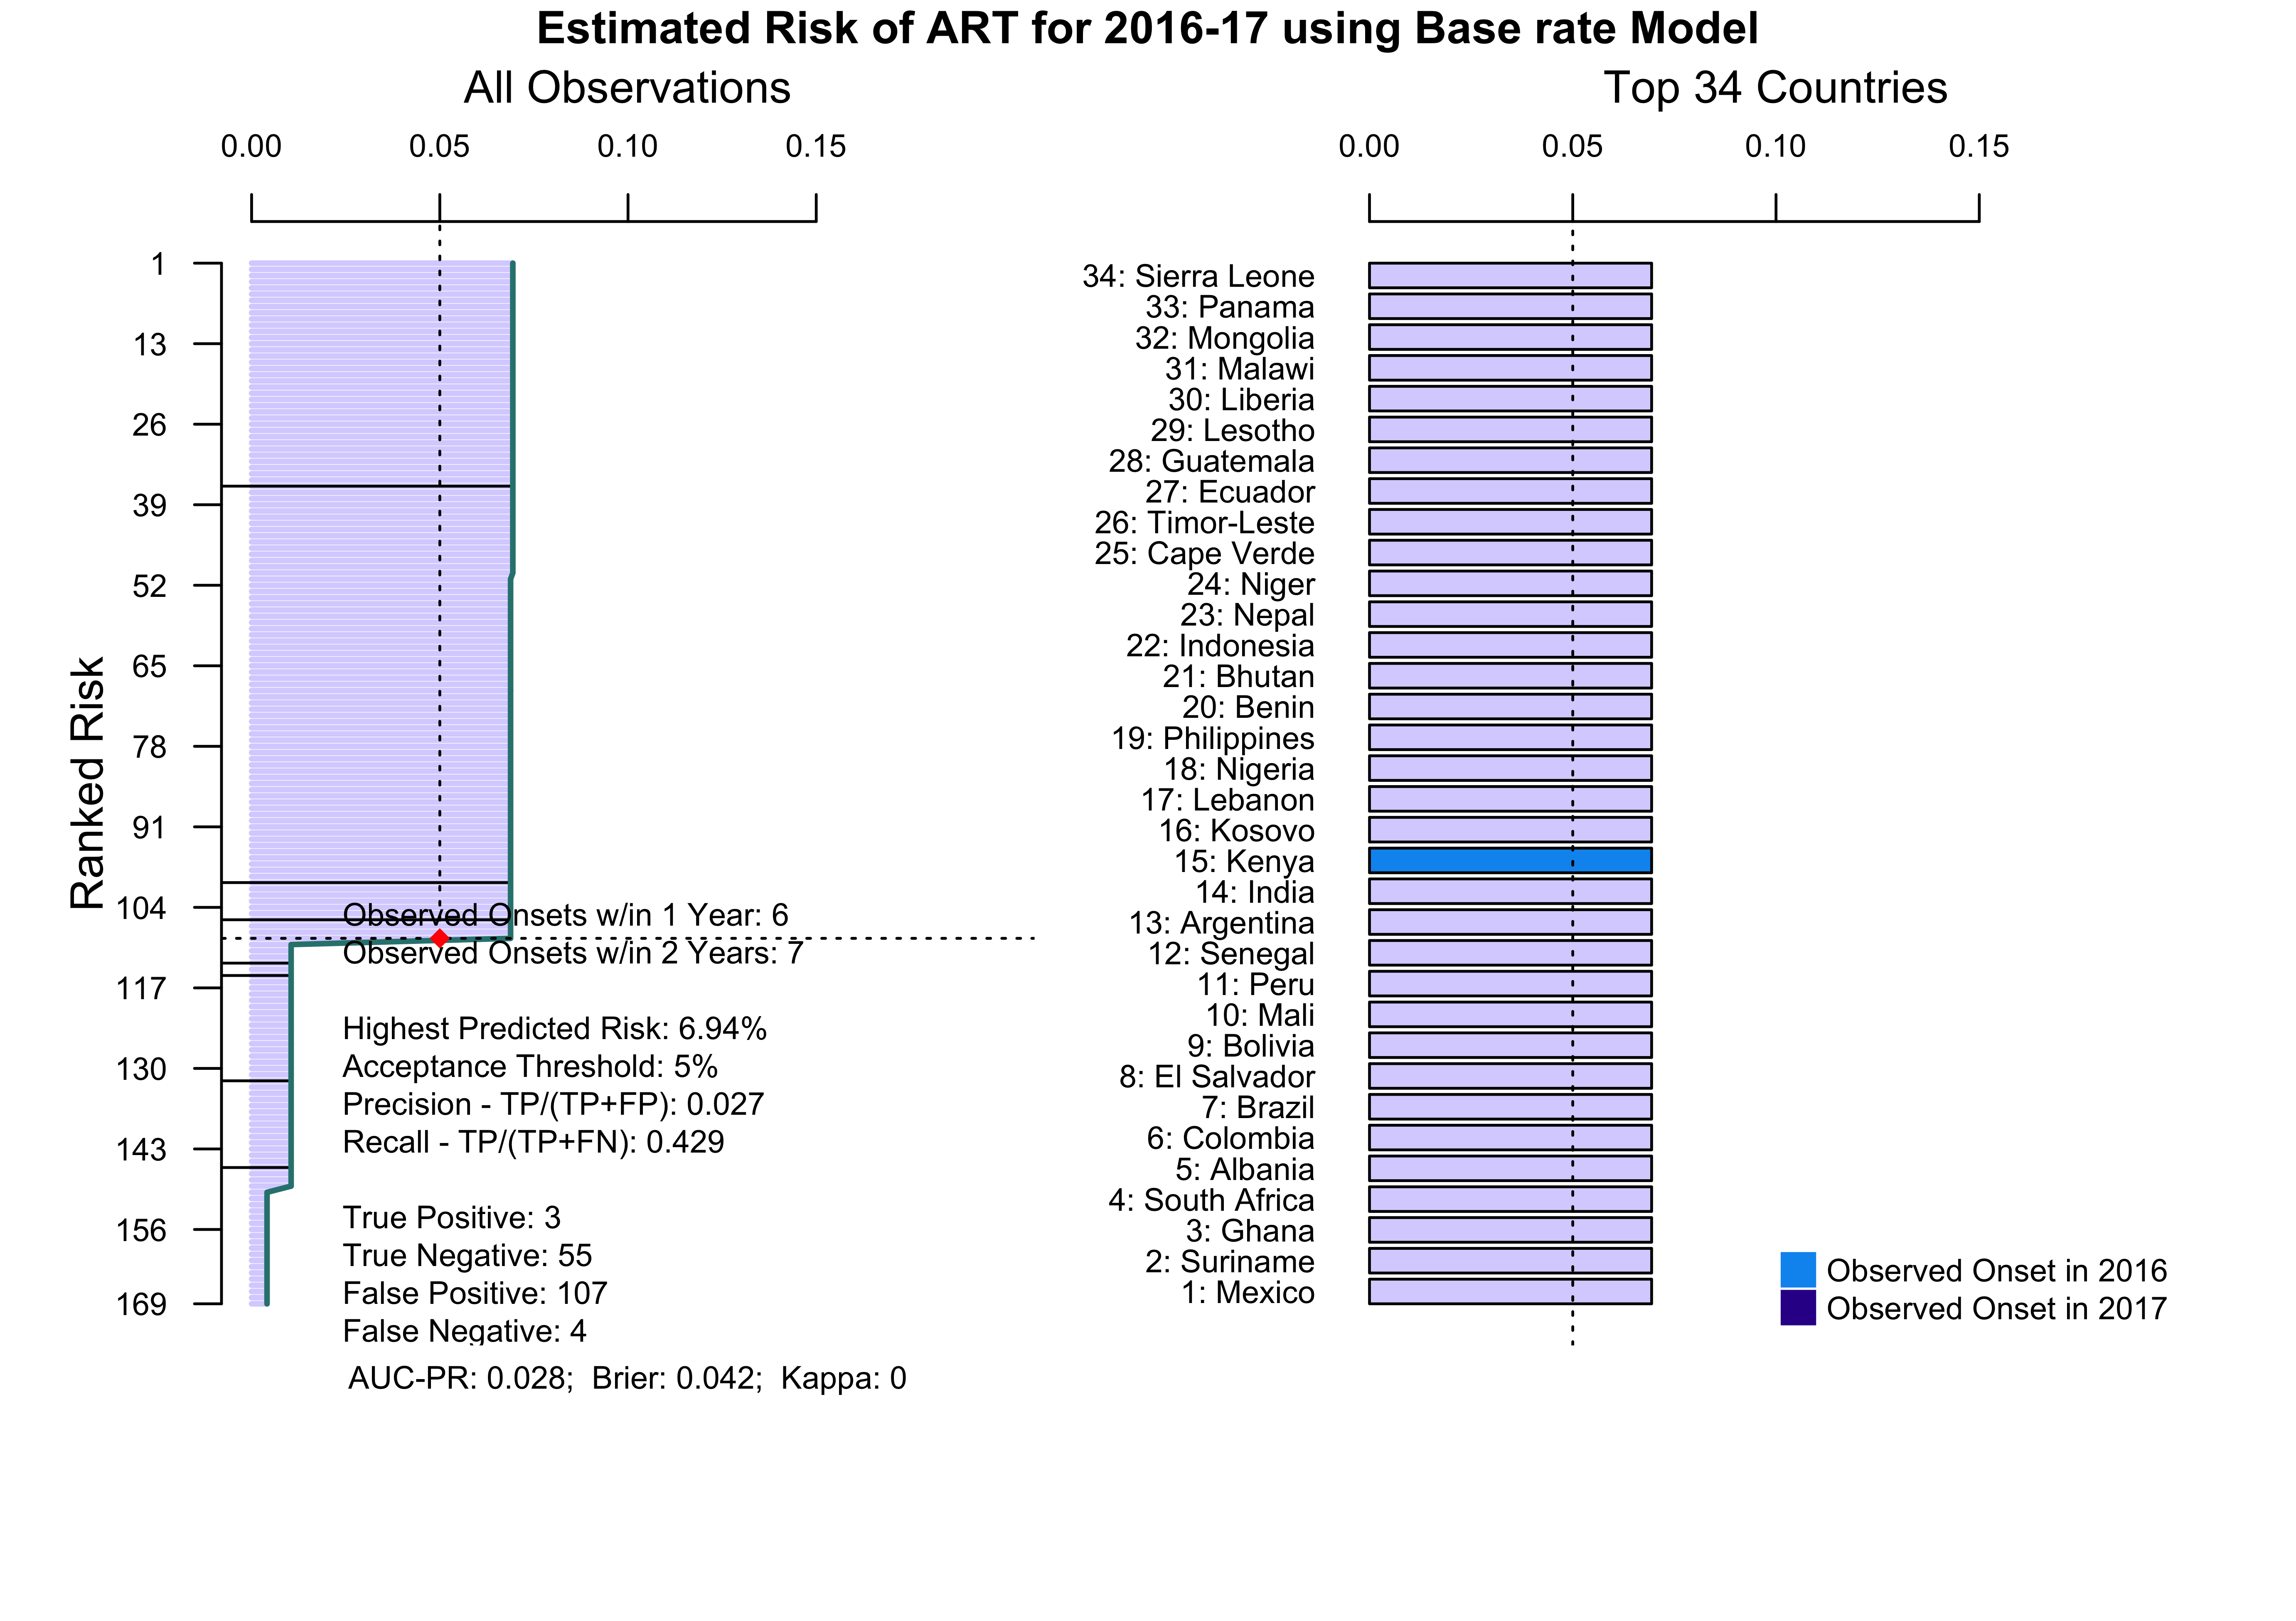 Estimated Risk of ART for 2016-17 using Base rate Model
All Observations
0.00 0.05 0.10 0.15
Ranked Risk
1
13
26
39
52
65
78
91
104
117
130
143
156
169
Observed Onsets w/in 1 Year: 6
Observed Onsets w/in 2 Years: 7
Highest Predicted Risk: 6.94%
Acceptance Threshold: 5%
Precision - TP/(TP+FP): 0.027
Recall - TP/(TP+FN): 0.429
True Positive: 3
True Negative: 55
False Positive: 107
False Negative: 4
AUC-PR: 0.028; Brier: 0.042; Kappa: 0
Top 34 Countries
0.00 0.05 0.10 0.15
34: Sierra Leone
33: Panama
32: Mongolia
31: Malawi
30: Liberia
29: Lesotho
28: Guatemala
27: Ecuador
26: Timor-Leste
25: Cape Verde
24: Niger
23: Nepal
22: Indonesia
21: Bhutan
20: Benin
19: Philippines
18: Nigeria
17: Lebanon
16: Kosovo
15: Kenya
14: India
13: Argentina
12: Senegal
11: Peru
10: Mali
9: Bolivia
8: El Salvador
7: Brazil
6: Colombia
5: Albania
4: South Africa
3: Ghana
2: Suriname
1: Mexico
Observed Onset in 2016
Observed Onset in 2017